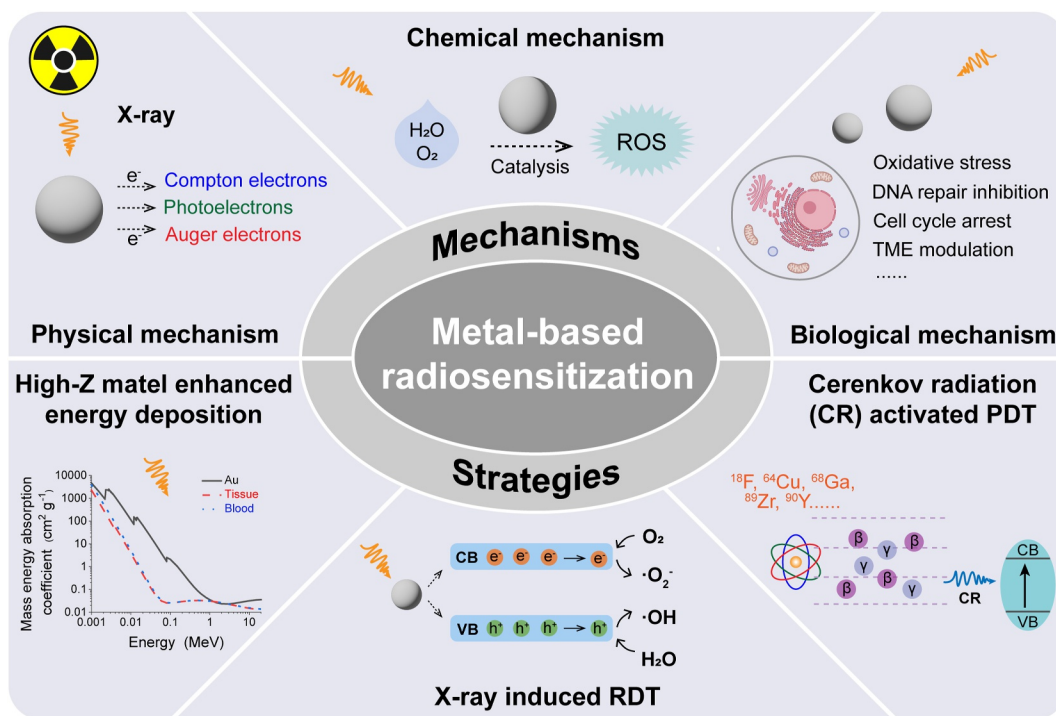 Chemical mechanism
X-ray
e⁻
Compton electrons
Photoelectrons
e⁻
Auger electrons
Physical mechanism
H₂O
O₂
Catalysis
ROS
Oxidative stress
DNA repair inhibition
Cell cycle arrest
TME modulation
......
Biological mechanism
Mechanisms
Metal-based
radiosensitization
Strategies
High-Z matel enhanced
energy deposition
Mass energy absorption
coefficient (cm² g⁻¹)
10000
1000
100
10
1
0.1
0.01
Au
Tissue
Blood
0.001 0.01 0.1 1 10
Energy (MeV)
CB e⁻ e⁻ e⁻ e⁻
O₂
·O₂⁻
VB h⁺ h⁺ h⁺ h⁺
·OH
H₂O
X-ray induced RDT
Cerenkov radiation
(CR) activated PDT
¹⁸F, ⁶⁴Cu, ⁶⁸Ga,
⁸⁹Zr, ⁹⁰Y......
β β
γ
γ
β β γ
CR
CB
VB